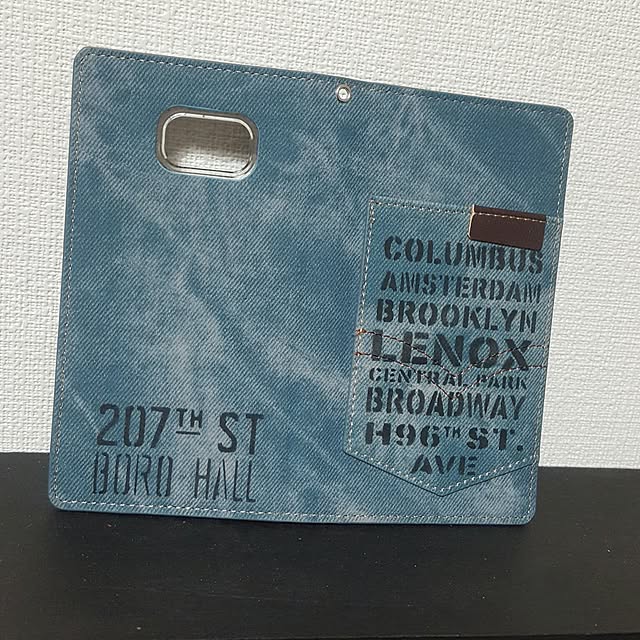 207TH ST
BORO HALL
COLUMBUS
AMSTERDAM
BROOKLYN
LENOX
CENTRAL PARK
BROADWAY
H96TH ST.
AVE